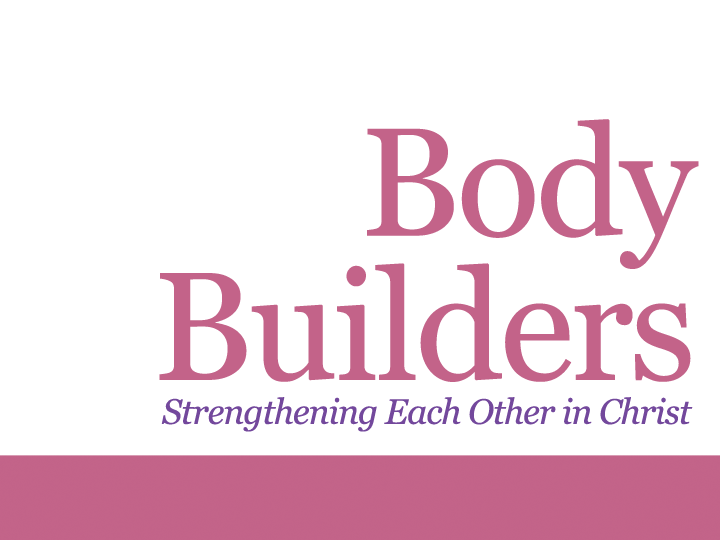 Body
Builders
Strengthening Each Other in Christ